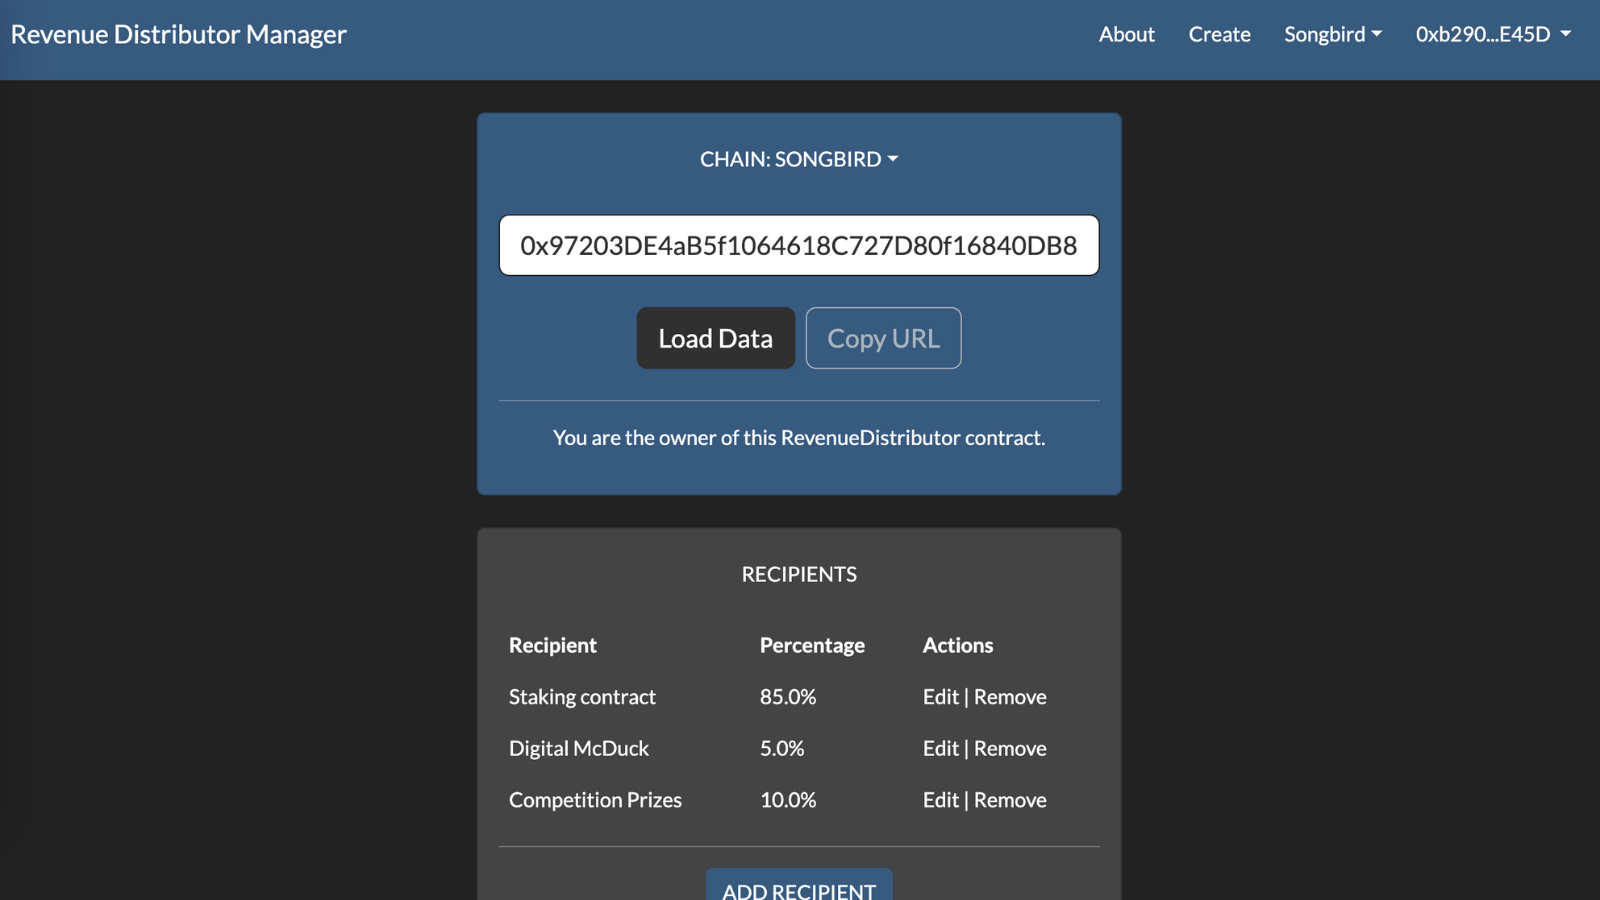 Revenue Distributor Manager
About Create Songbird 0xb290...E45D
CHAIN: SONGBIRD
0x97203DE4aB5f1064618C727D80f16840DB8
Load Data Copy URL
You are the owner of this RevenueDistributor contract.
RECIPIENTS
Recipient Percentage Actions
Staking contract 85.0% Edit | Remove
Digital McDuck 5.0% Edit | Remove
Competition Prizes 10.0% Edit | Remove
ADD RECIPIENT